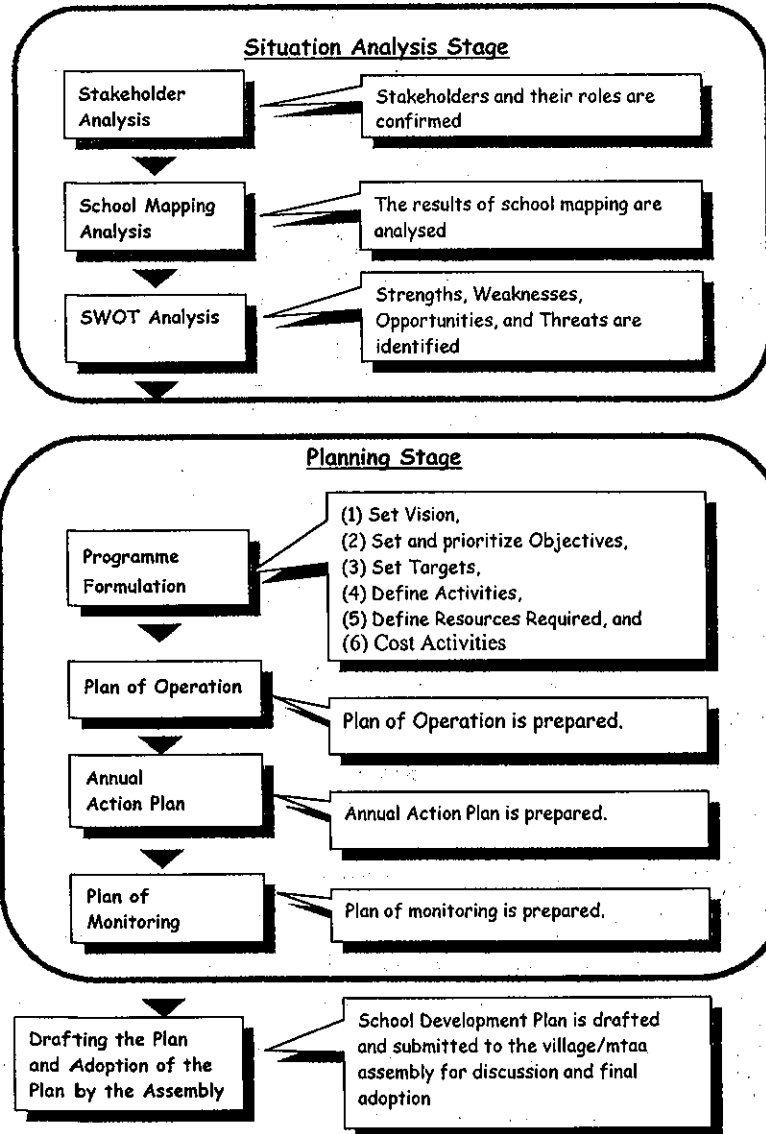 Situation Analysis Stage
Stakeholder
Analysis
Stakeholders and their roles are
confirmed
School Mapping
Analysis
The results of school mapping are
analysed
SWOT Analysis
Strengths, Weaknesses,
Opportunities, and Threats are
identified
Planning Stage
Programme
Formulation
(1) Set Vision,
(2) Set and prioritize Objectives,
(3) Set Targets,
(4) Define Activities,
(5) Define Resources Required, and
(6) Cost Activities
Plan of Operation
Plan of Operation is prepared.
Annual
Action Plan
Annual Action Plan is prepared.
Plan of
Monitoring
Plan of monitoring is prepared.
Drafting the Plan
and Adoption of the
Plan by the Assembly
School Development Plan is drafted
and submitted to the village/mtaa
assembly for discussion and final
adoption